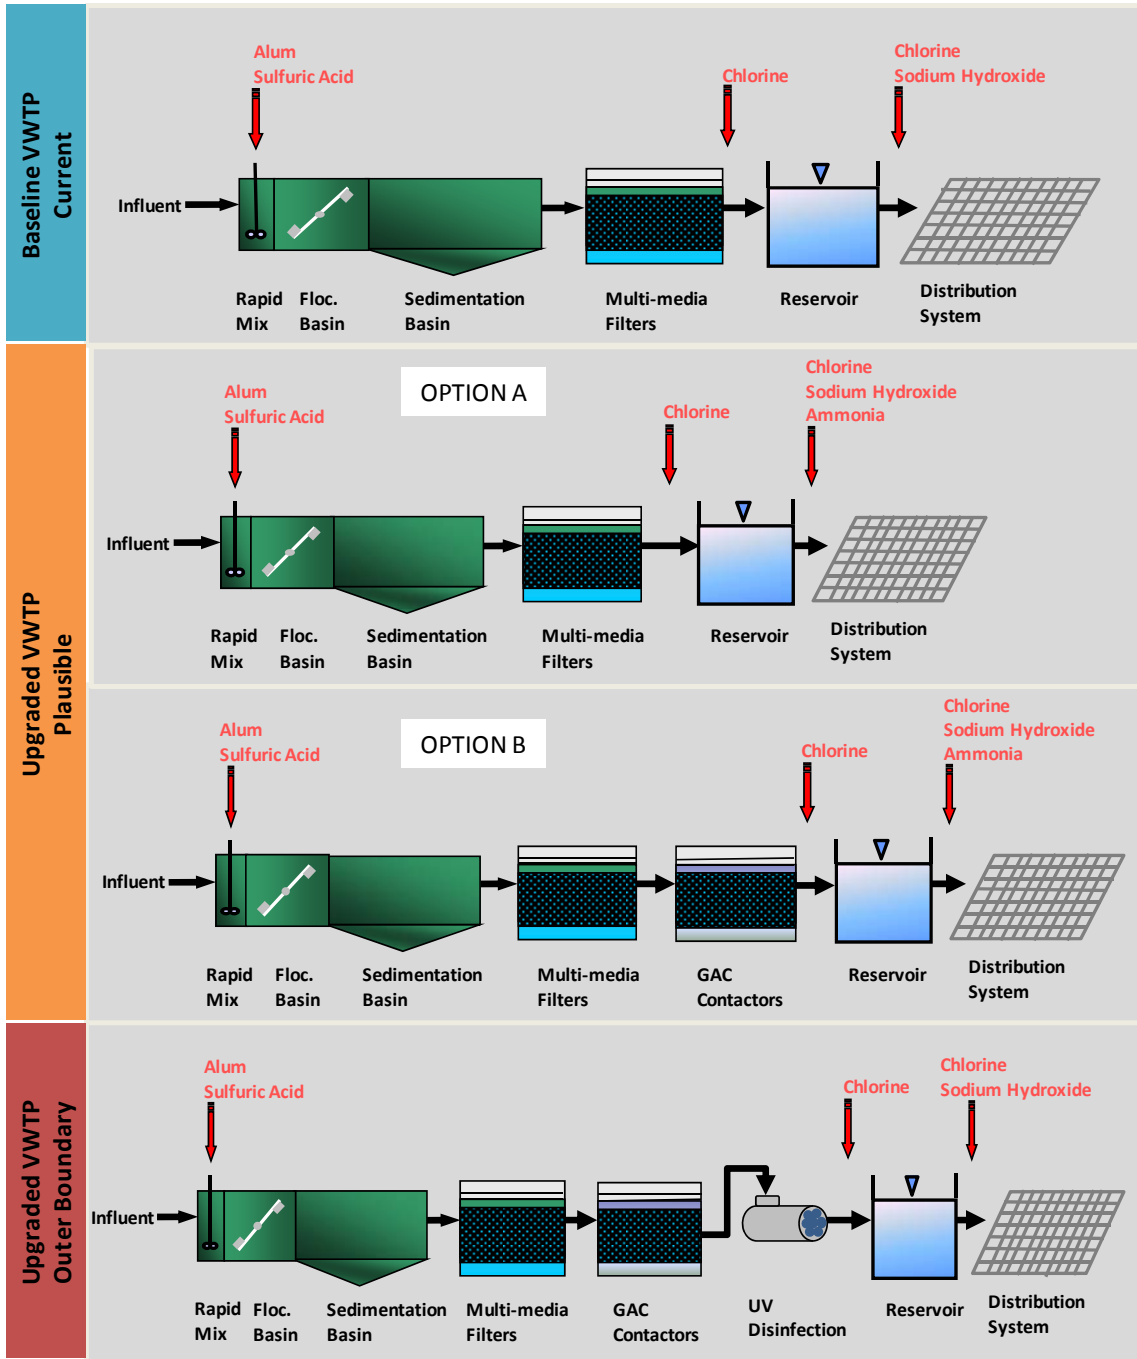 Baseline VWTP
Current
Alum
Sulfuric Acid
Chlorine
Chlorine
Sodium Hydroxide
Influent
Rapid
Mix
Floc.
Basin
Sedimentation
Basin
Multi-media
Filters
Reservoir
Distribution
System
Upgraded VWTP
Plausible
OPTION A
Alum
Sulfuric Acid
Chlorine
Chlorine
Sodium Hydroxide
Ammonia
Influent
Rapid
Mix
Floc.
Basin
Sedimentation
Basin
Multi-media
Filters
Reservoir
Distribution
System
OPTION B
Alum
Sulfuric Acid
Chlorine
Chlorine
Sodium Hydroxide
Ammonia
Influent
Rapid
Mix
Floc.
Basin
Sedimentation
Basin
Multi-media
Filters
GAC
Contactors
Reservoir
Distribution
System
Upgraded VWTP
Outer Boundary
Alum
Sulfuric Acid
Chlorine
Chlorine
Sodium Hydroxide
Influent
Rapid
Mix
Floc.
Basin
Sedimentation
Basin
Multi-media
Filters
GAC
Contactors
UV
Disinfection
Reservoir
Distribution
System